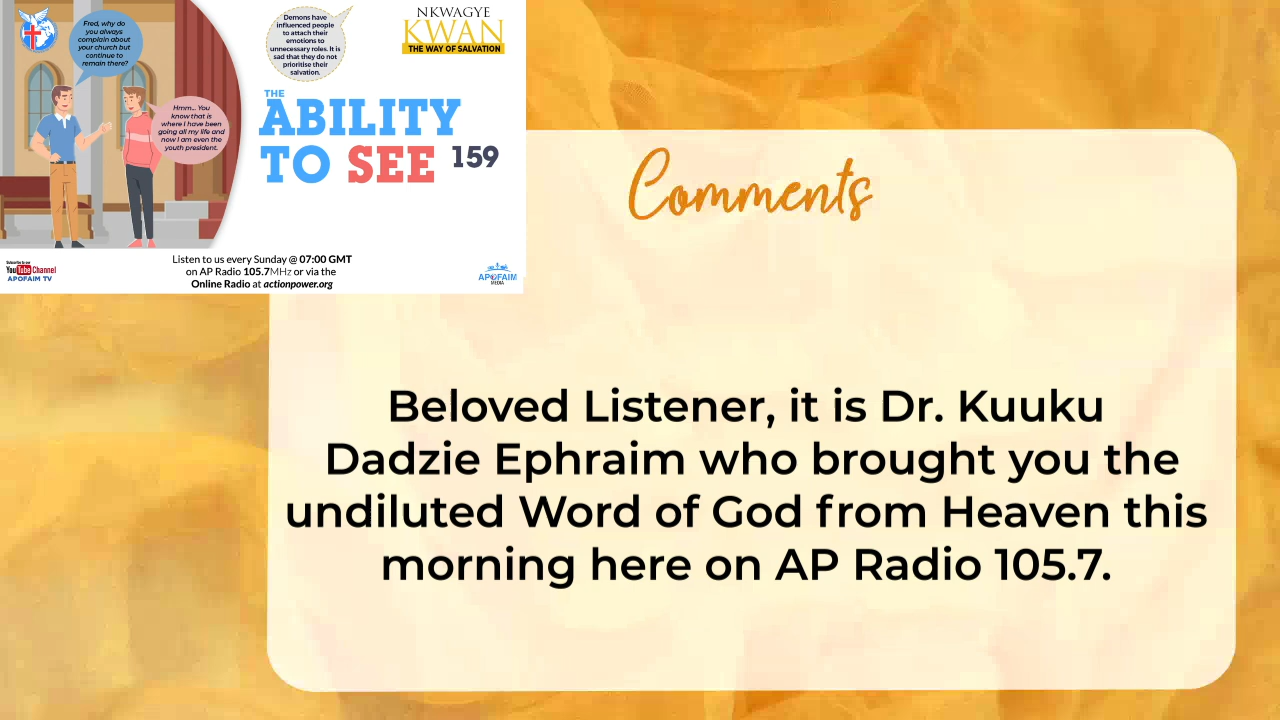 Fred, why do
you always
complain about
your church but
continue to
remain there?
Hmm... You
know that is
where I have been
going all my life and
now I am even the
youth president.
Demons have
influenced people
to attach their
emotions to
unnecessary roles. It is
sad that they do not
prioritise their
salvation.
NKWAGYE
KWAN
THE WAY OF SALVATION
THE
ABILITY
TO SEE 159
Listen to us every Sunday @ 07:00 GMT
on AP Radio 105.7MHz or via the
Online Radio at actionpower.org
Subscribe to our
YouTube Channel
APOFAIM TV
APOFAIM
MEDIA
Comments
Beloved Listener, it is Dr. Kuuku
Dadzie Ephraim who brought you the
undiluted Word of God from Heaven this
morning here on AP Radio 105.7.